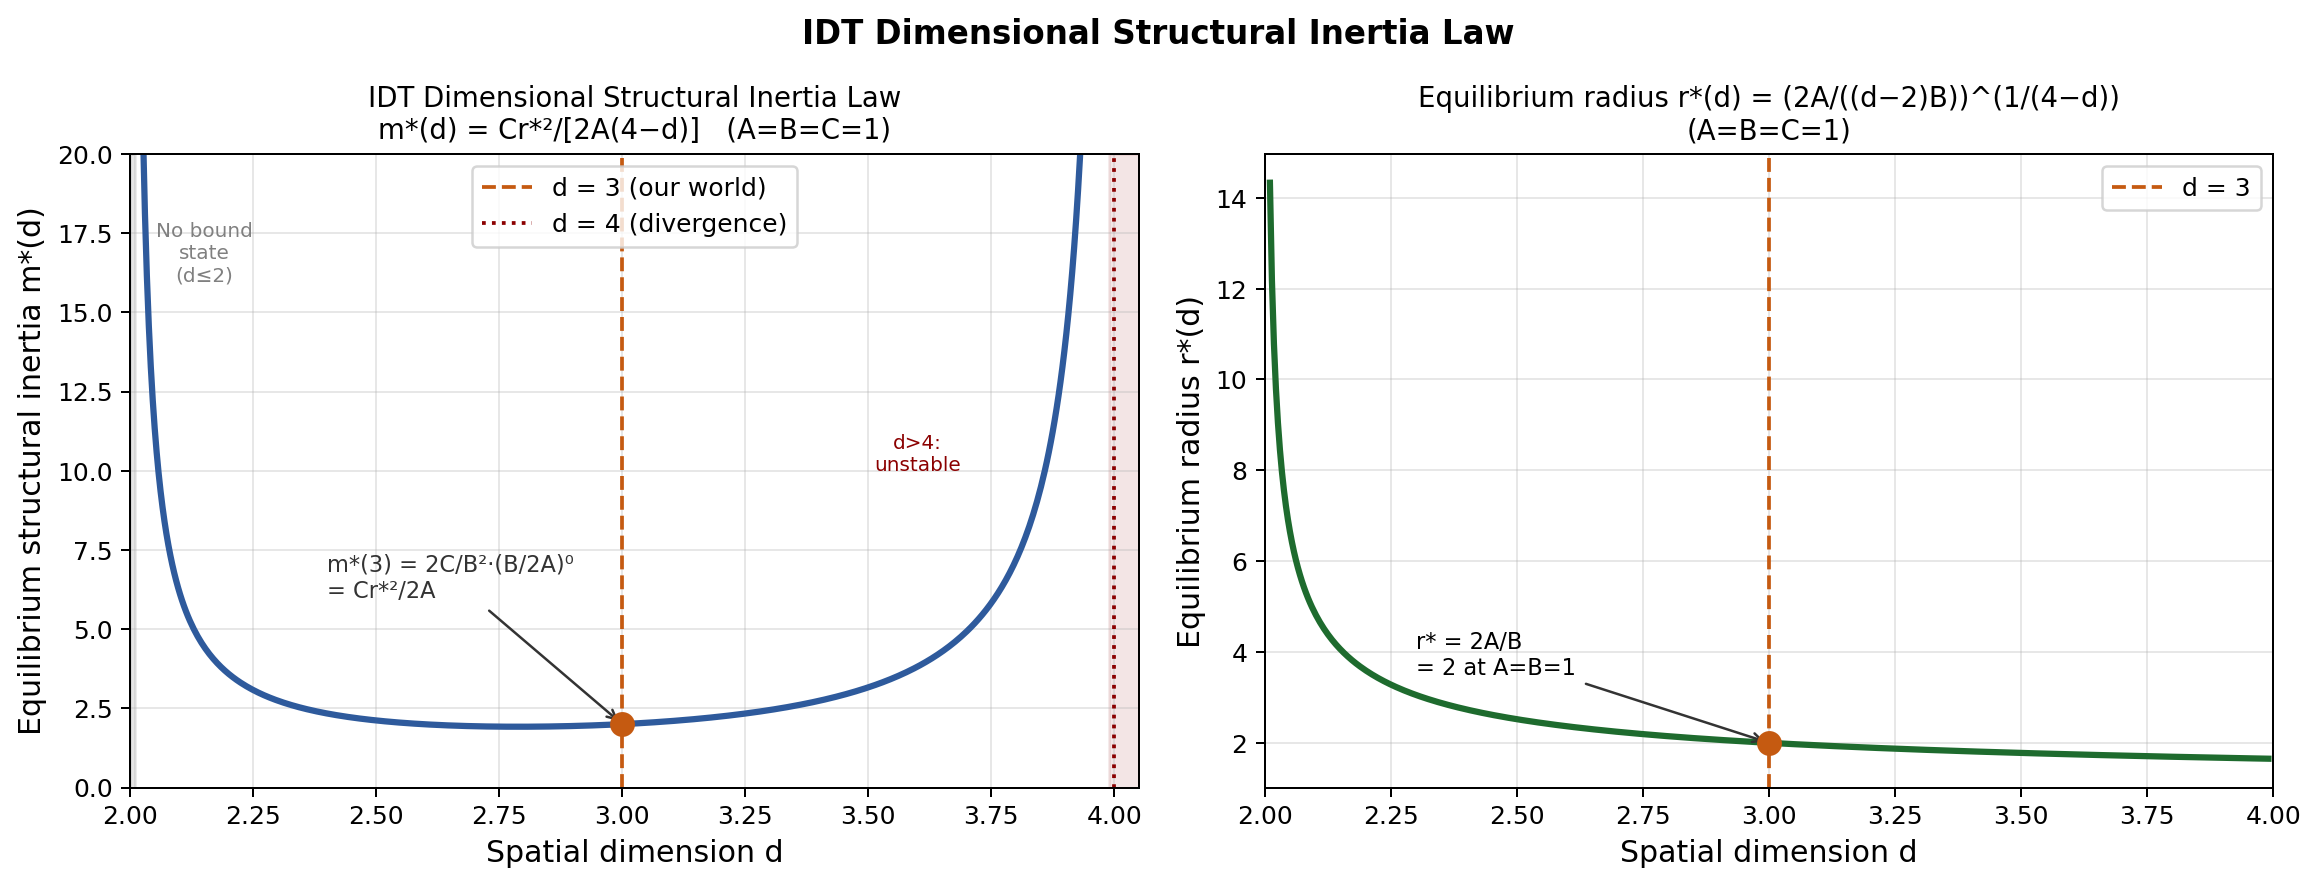 IDT Dimensional Structural Inertia Law
IDT Dimensional Structural Inertia Law
m*(d) = Cr*²/[2A(4−d)]   (A=B=C=1)
Equilibrium structural inertia m*(d)
20.0
17.5
15.0
12.5
10.0
7.5
5.0
2.5
0.0
d = 3 (our world)
d = 4 (divergence)
No bound
state
(d≤2)
d>4:
unstable
m*(3) = 2C/B²·(B/2A)⁰
= Cr*²/2A
2.00 2.25 2.50 2.75 3.00 3.25 3.50 3.75 4.00
Spatial dimension d
Equilibrium radius r*(d) = (2A/((d−2)B))^(1/(4−d))
(A=B=C=1)
Equilibrium radius r*(d)
14
12
10
8
6
4
2
d = 3
r* = 2A/B
= 2 at A=B=1
2.00 2.25 2.50 2.75 3.00 3.25 3.50 3.75 4.00
Spatial dimension d